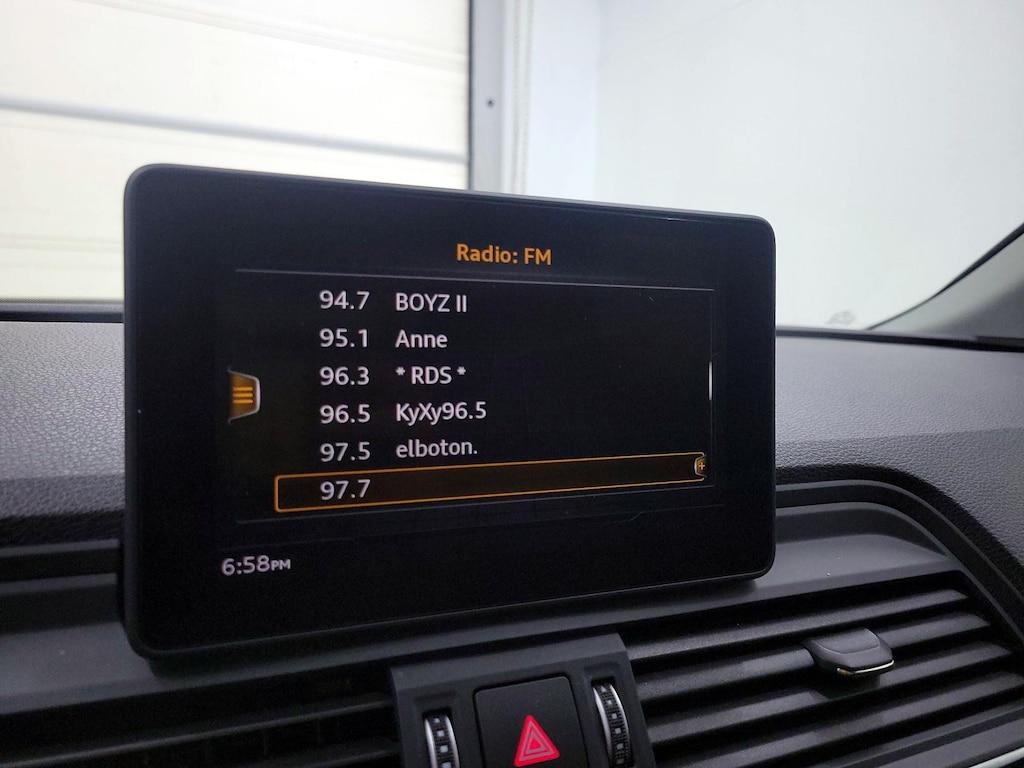 Radio: FM
94.7 BOYZ II
95.1 Anne
96.3 * RDS *
96.5 KyXy96.5
97.5 elboton.
97.7
6:58PM